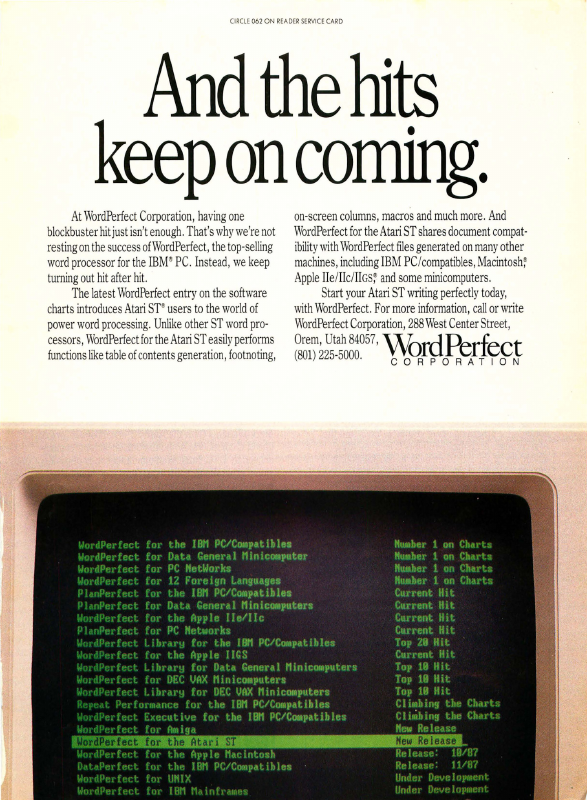 CIRCLE 062 ON READER SERVICE CARD
And the hits
keep on coming.
At WordPerfect Corporation, having one
blockbuster hit just isn't enough. That's why we're not
resting on the success of WordPerfect, the top-selling
word processor for the IBM® PC. Instead, we keep
turning out hit after hit.
The latest WordPerfect entry on the software
charts introduces Atari ST® users to the world of
power word processing. Unlike other ST word pro-
cessors, WordPerfect for the Atari ST easily performs
functions like table of contents generation, footnoting,
on-screen columns, macros and much more. And
WordPerfect for the Atari ST shares document compat-
ibility with WordPerfect files generated on many other
machines, including IBM PC/compatibles, Macintosh,®
Apple IIe/IIc/IIGS,® and some minicomputers.
Start your Atari ST writing perfectly today,
with WordPerfect. For more information, call or write
WordPerfect Corporation, 288 West Center Street,
Orem, Utah 84057,
(801) 225-5000.
WordPerfect
CORPORATION
WordPerfect for the IBM PC/Compatibles Number 1 on Charts
WordPerfect for Data General Minicomputer Number 1 on Charts
WordPerfect for PC NetWorks Number 1 on Charts
WordPerfect for 12 Foreign Languages Number 1 on Charts
PlanPerfect for the IBM PC/Compatibles Current Hit
PlanPerfect for Data General Minicomputers Current Hit
WordPerfect for the Apple IIe/IIc Current Hit
PlanPerfect for PC Networks Current Hit
WordPerfect Library for the IBM PC/Compatibles Top 20 Hit
WordPerfect for the Apple IIGS Current Hit
WordPerfect Library for Data General Minicomputers Top 10 Hit
WordPerfect for DEC VAX Minicomputers Top 10 Hit
WordPerfect Library for DEC VAX Minicomputers Top 10 Hit
Repeat Performance for the IBM PC/Compatibles Climbing the Charts
WordPerfect Executive for the IBM PC/Compatibles Climbing the Charts
WordPerfect for Amiga New Release
WordPerfect for the Atari ST New Release
WordPerfect for the Apple Macintosh Release: 10/87
DataPerfect for the IBM PC/Compatibles Release: 11/87
WordPerfect for UNIX Under Development
WordPerfect for IBM Mainframes Under Development